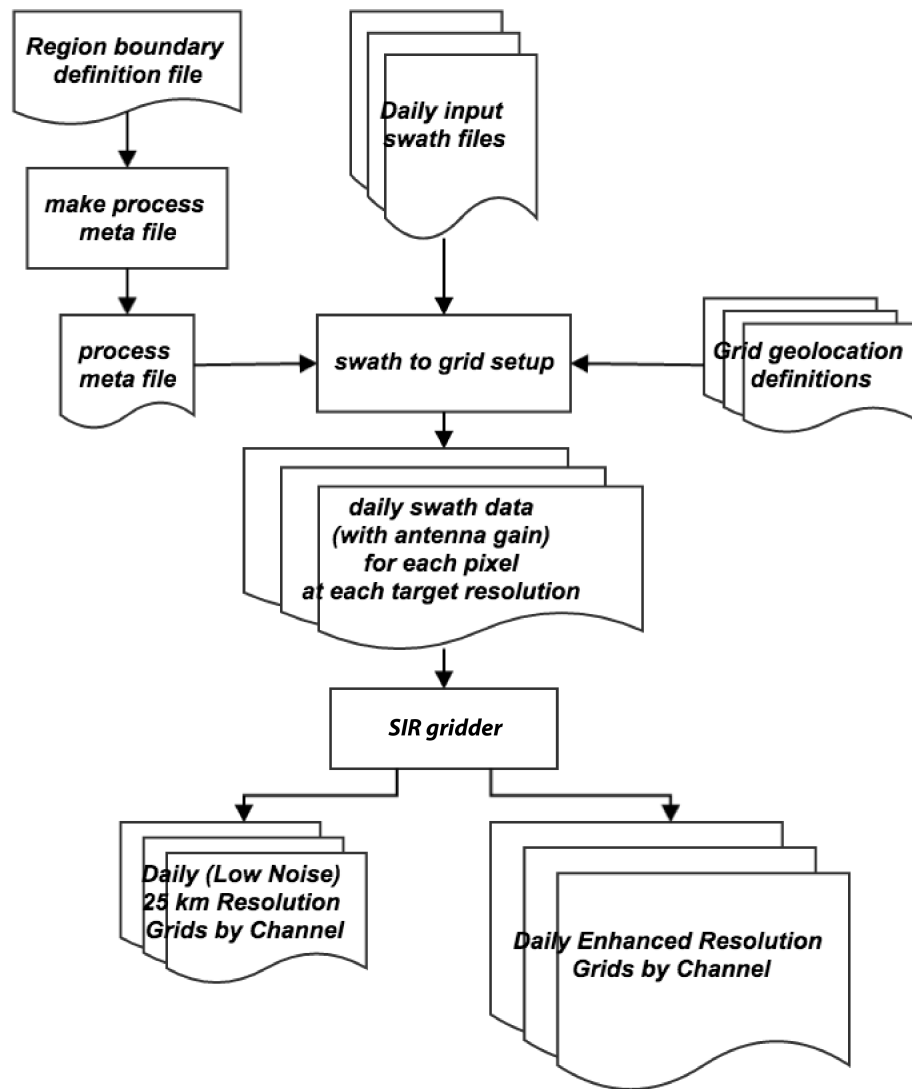 Region boundary
definition file
Daily input
swath files
make process
meta file
process
meta file
swath to grid setup
Grid geolocation
definitions
daily swath data
(with antenna gain)
for each pixel
at each target resolution
SIR gridder
Daily (Low Noise)
25 km Resolution
Grids by Channel
Daily Enhanced Resolution
Grids by Channel